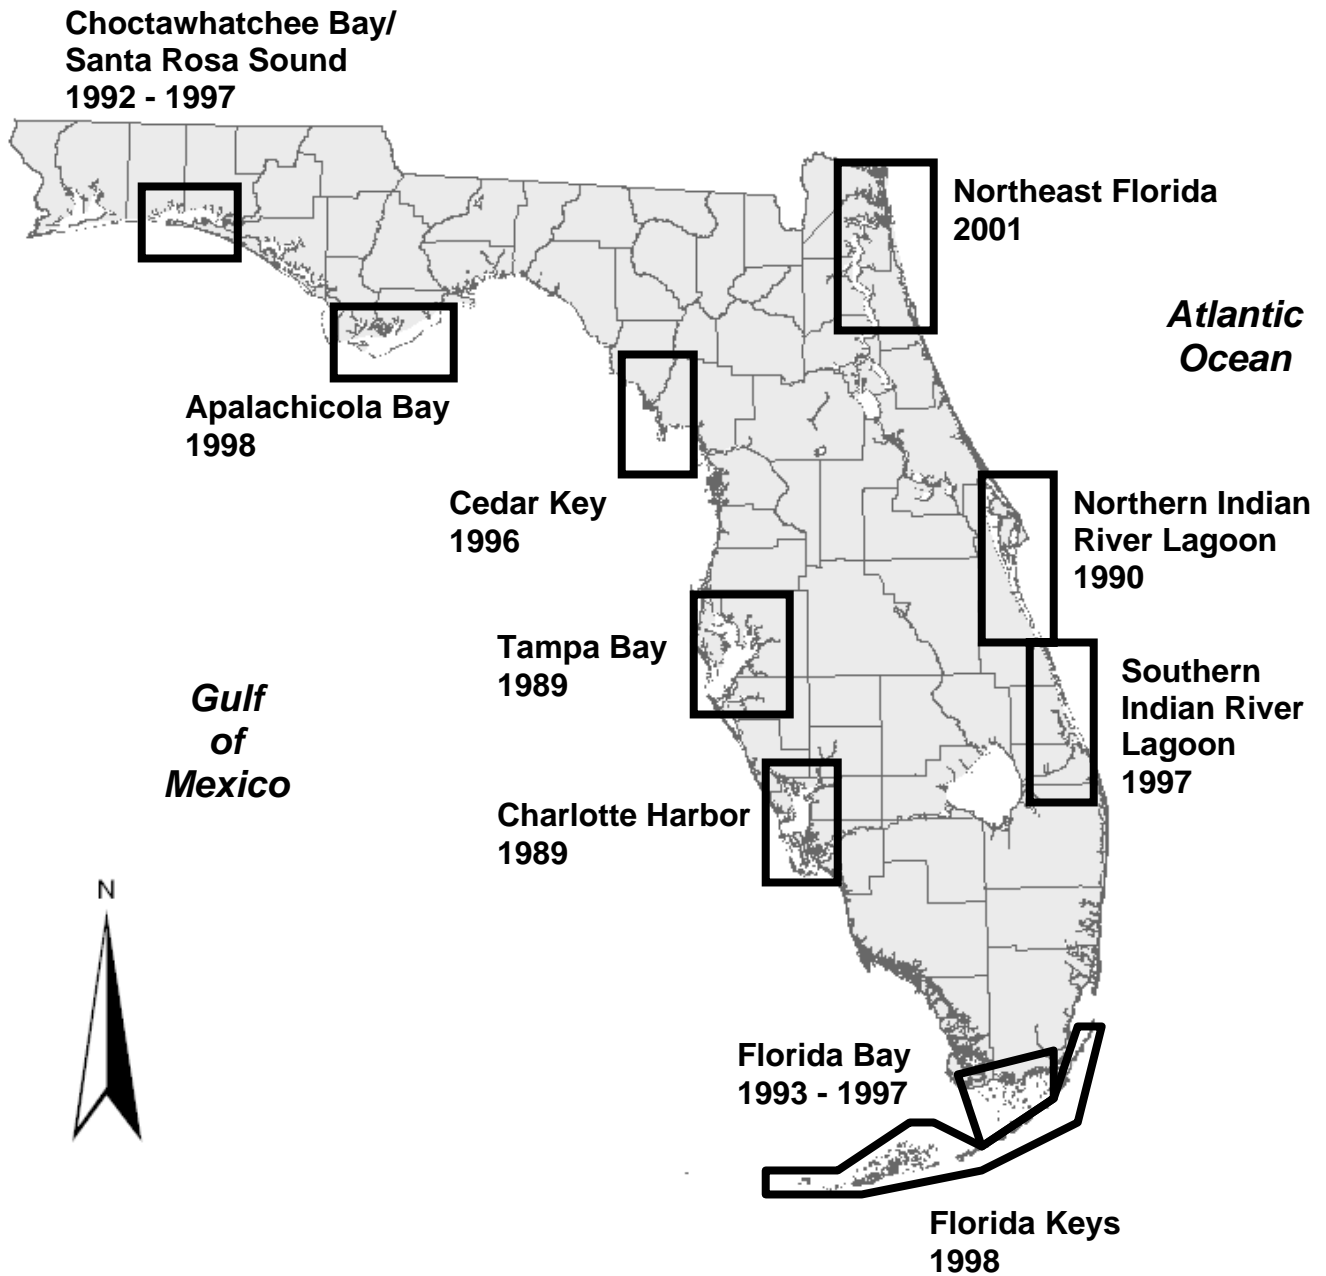 Choctawhatchee Bay/
Santa Rosa Sound
1992 - 1997
Northeast Florida
2001
Atlantic
Ocean
Apalachicola Bay
1998
Cedar Key
1996
Northern Indian
River Lagoon
1990
Tampa Bay
1989
Southern
Indian River
Lagoon
1997
Gulf
of
Mexico
Charlotte Harbor
1989
N
Florida Bay
1993 - 1997
Florida Keys
1998